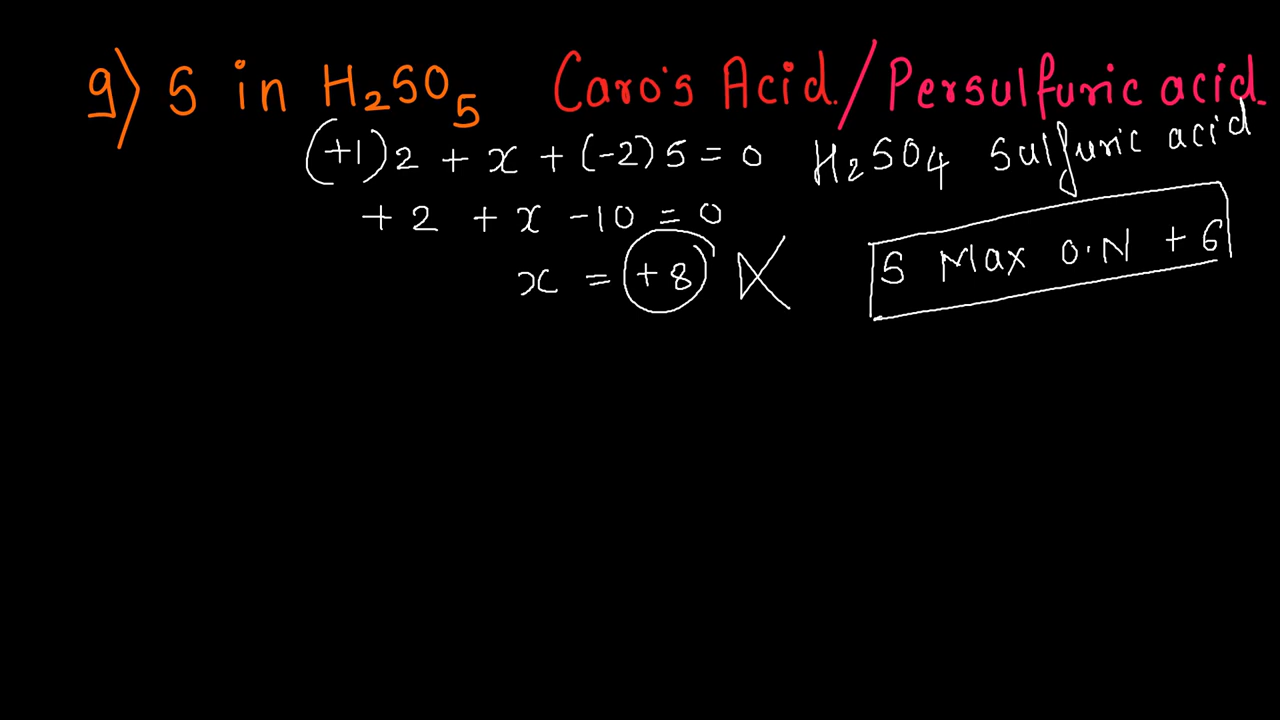 9) S in H₂SO₅ Caro's Acid. / Persulfuric acid.
(+1)2 + x + (-2)5 = 0 H₂SO₄ Sulfuric acid
+2 + x -10 = 0
x = +8 S Max O.N +6